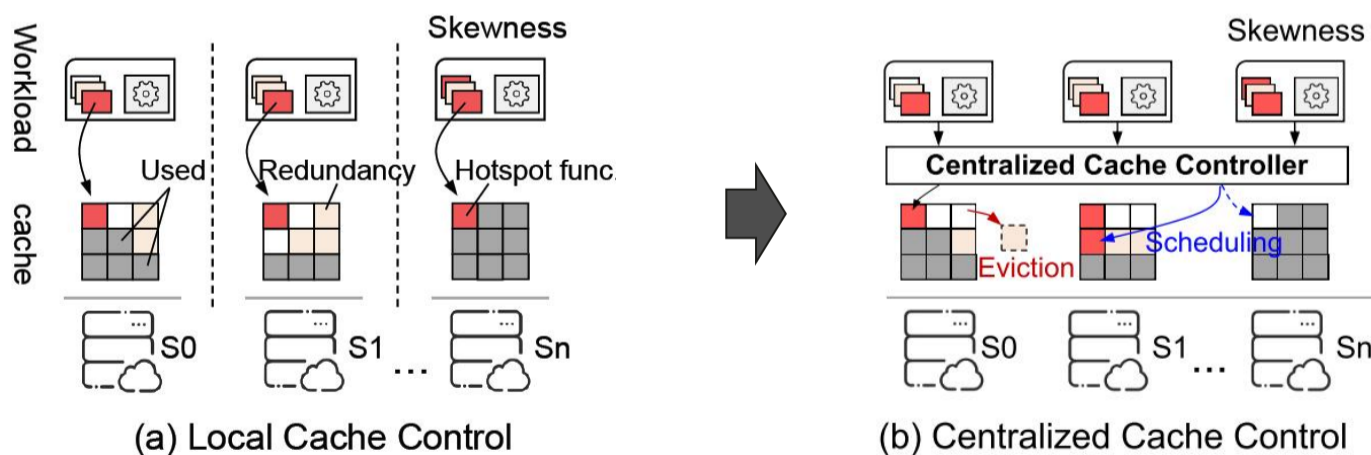 Workload
cache
Skewness
Used
Redundancy
Hotspot func.
S0
S1
...
Sn
(a) Local Cache Control
Skewness
Centralized Cache Controller
Eviction
Scheduling
S0
S1
...
Sn
(b) Centralized Cache Control